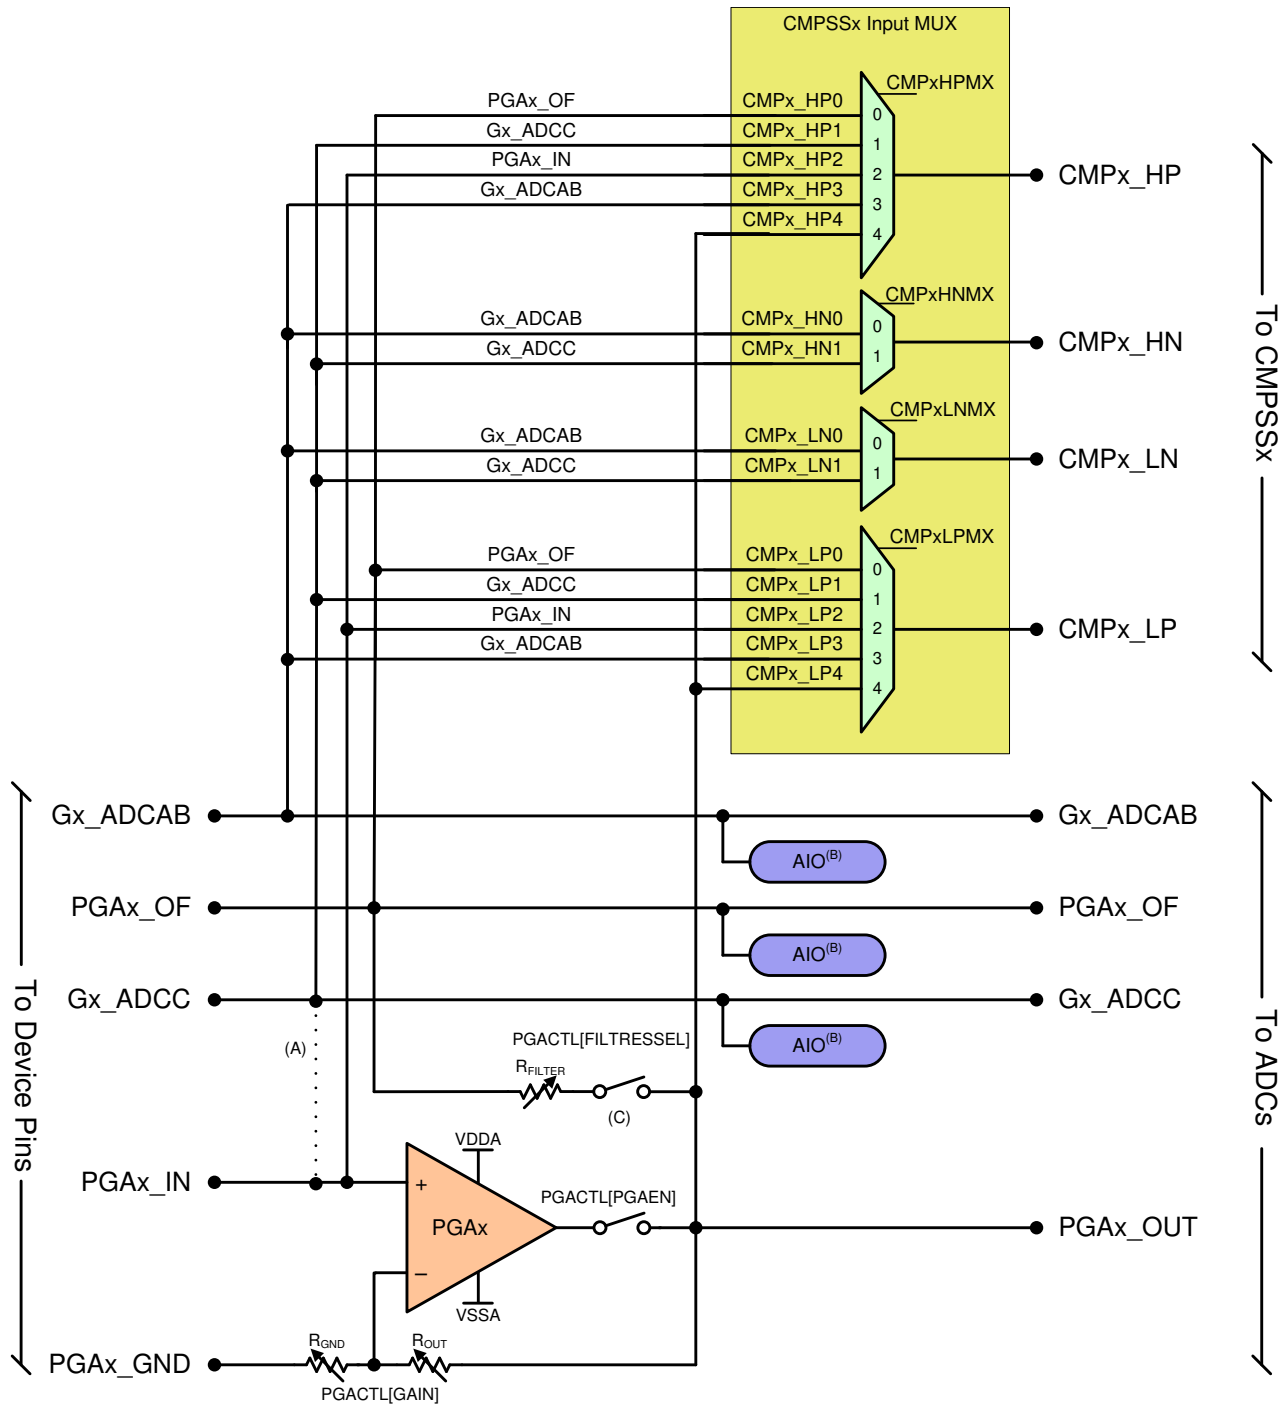 CMPSSx Input MUX
CMPxHPMX
PGAx_OF
CMPx_HP0
0
Gx_ADCC
CMPx_HP1
1
PGAx_IN
CMPx_HP2
2
CMPx_HP
Gx_ADCAB
CMPx_HP3
3
CMPx_HP4
4
CMPxHNMX
Gx_ADCAB
CMPx_HN0
0
Gx_ADCC
CMPx_HN1
1
CMPx_HN
To CMPSSx
CMPxLNMX
Gx_ADCAB
CMPx_LN0
0
Gx_ADCC
CMPx_LN1
1
CMPx_LN
CMPxLPMX
PGAx_OF
CMPx_LP0
0
Gx_ADCC
CMPx_LP1
1
PGAx_IN
CMPx_LP2
2
CMPx_LP
Gx_ADCAB
CMPx_LP3
3
CMPx_LP4
4
Gx_ADCAB
Gx_ADCAB
AIO(B)
PGAx_OF
PGAx_OF
AIO(B)
Gx_ADCC
Gx_ADCC
AIO(B)
To Device Pins
To ADCs
(A)
PGACTL[FILTRESSEL]
RFILTER
(C)
VDDA
PGAx_IN
+
PGACTL[PGAEN]
PGAx
PGAx_OUT
–
VSSA
RGND
ROUT
PGAx_GND
PGACTL[GAIN]